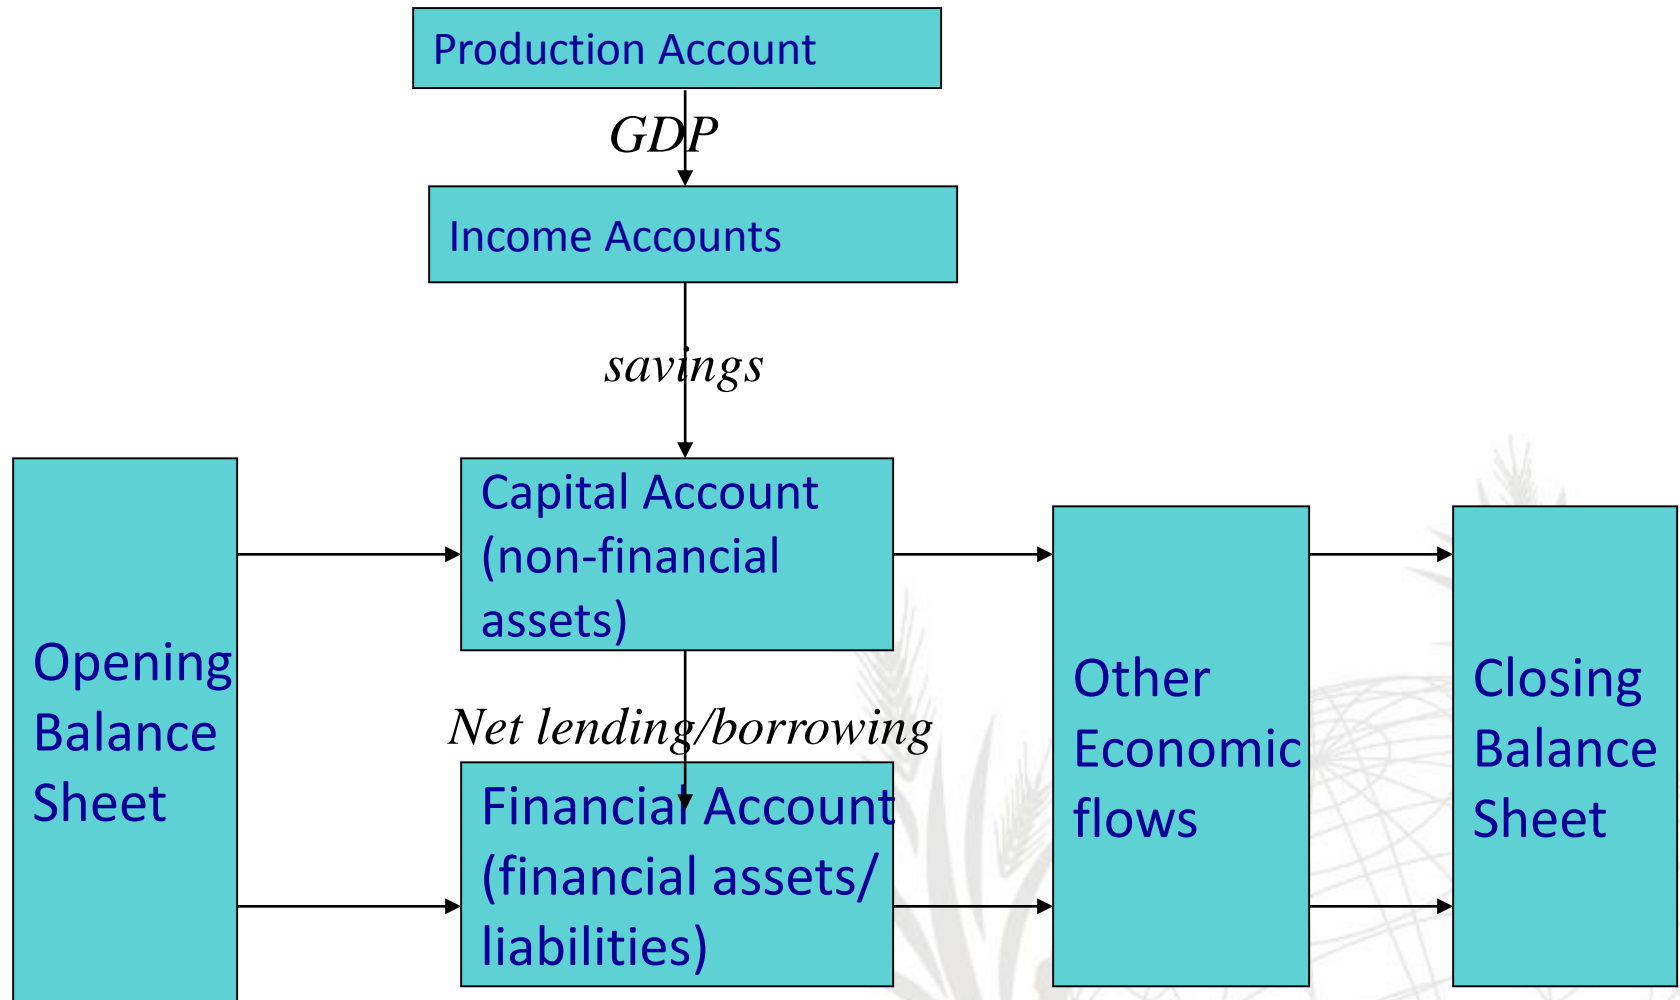 Production Account
GDP
Income Accounts
savings
Opening
Balance
Sheet
Capital Account
(non-financial
assets)
Net lending/borrowing
Financial Account
(financial assets/
liabilities)
Other
Economic
flows
Closing
Balance
Sheet